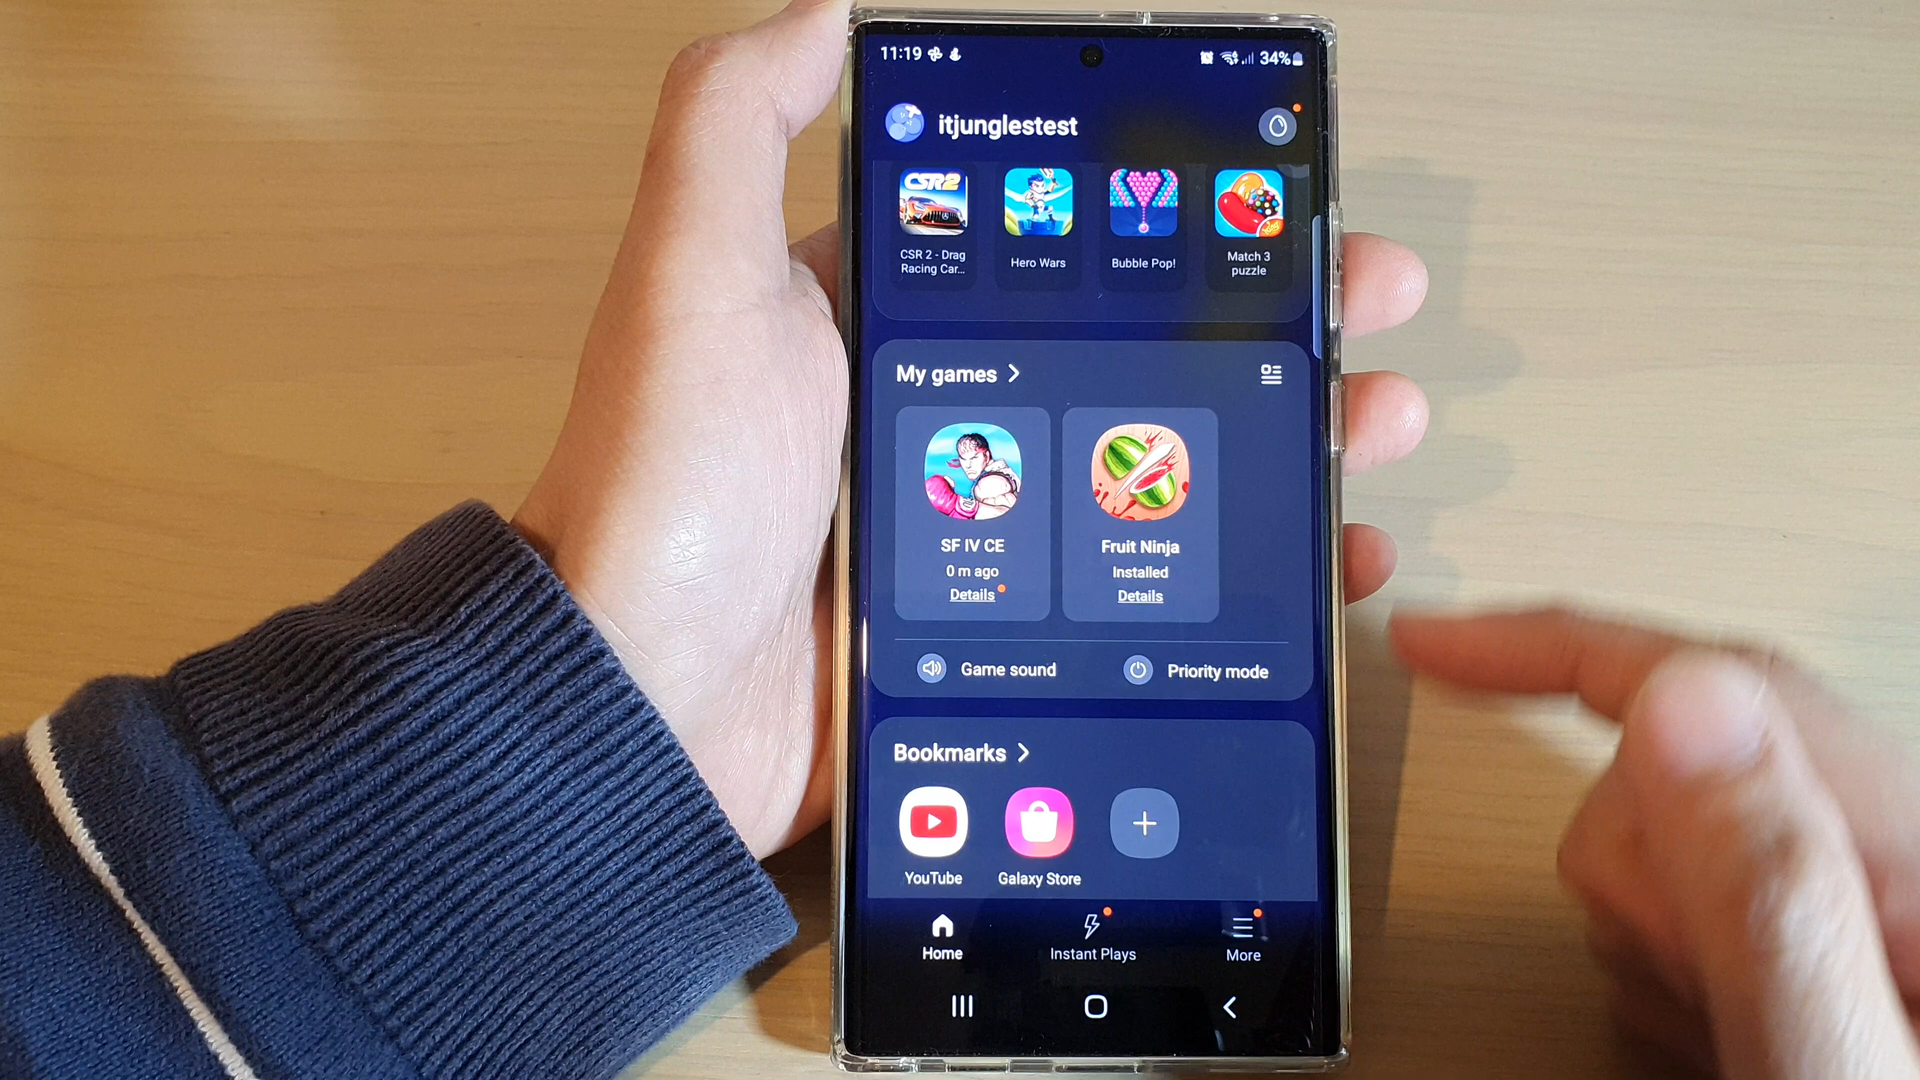 11:19
34%
itjunglestest
CSR2
CSR 2 - Drag
Racing Car...
Hero Wars
Bubble Pop!
Match 3
puzzle
My games
SF IV CE
0 m ago
Details
Fruit Ninja
Installed
Details
Game sound
Priority mode
Bookmarks
YouTube
Galaxy Store
Home
Instant Plays
More